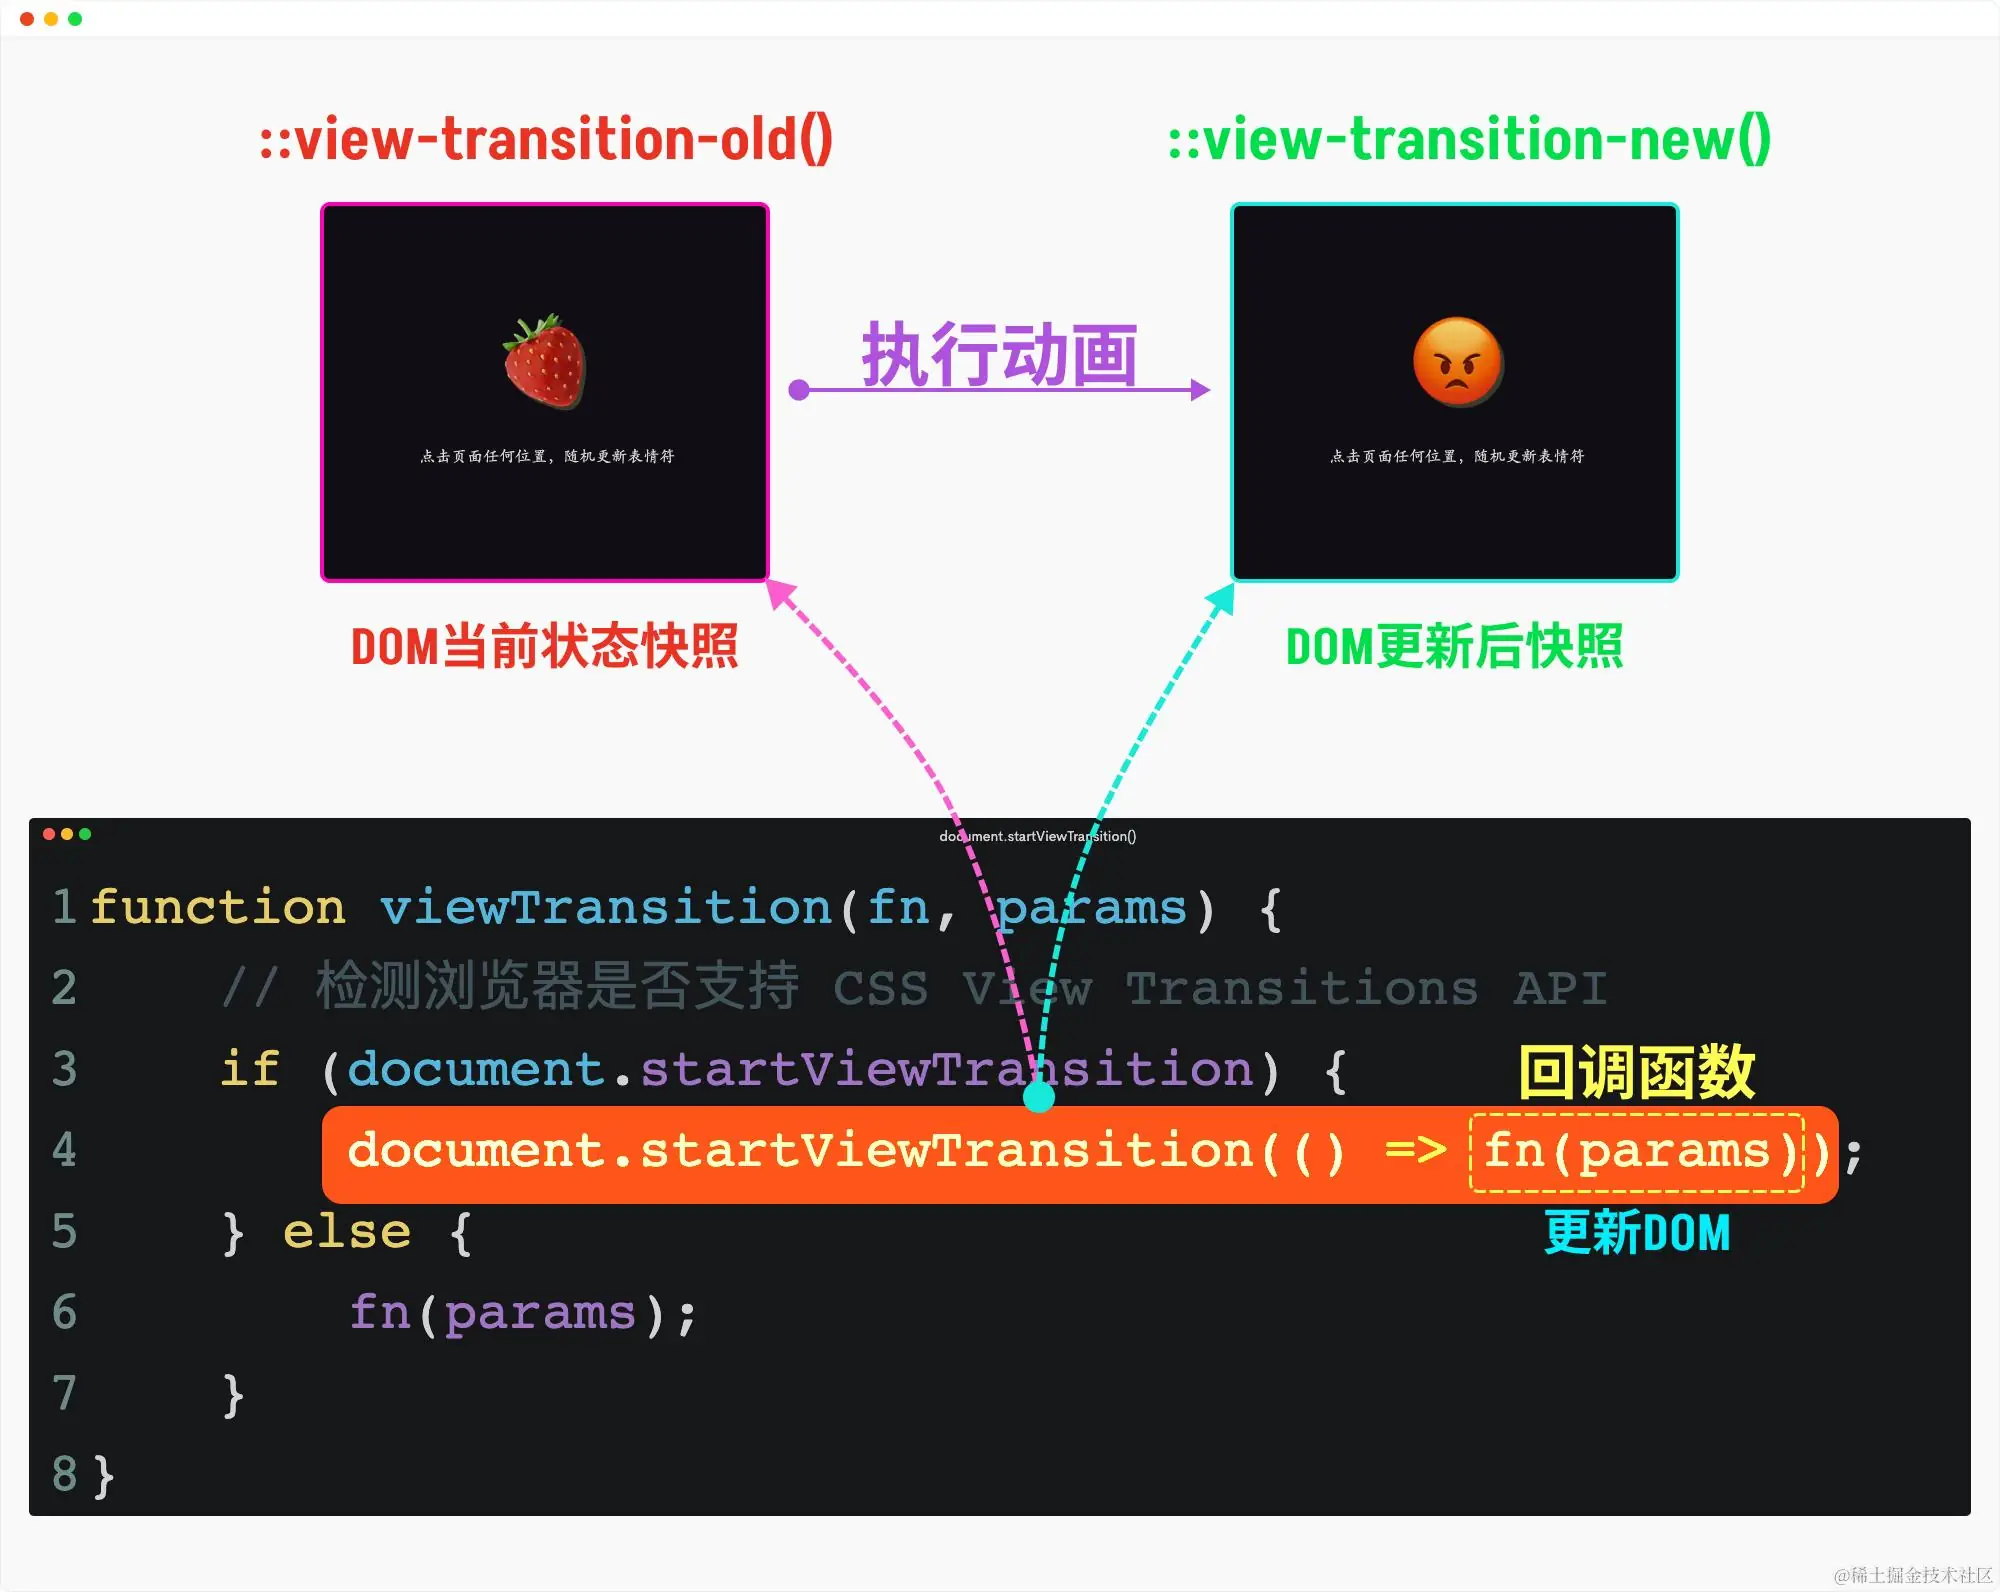 ::view-transition-old()
::view-transition-new()
执行动画
点击页面任何位置，随机更新表情符
点击页面任何位置，随机更新表情符
DOM当前状态快照
DOM更新后快照
document.startViewTransition()
1 function viewTransition(fn, params) {
2 // 检测浏览器是否支持 CSS View Transitions API
3 if (document.startViewTransition) {
回调函数
4 document.startViewTransition(() => fn(params));
5 } else {
更新DOM
6 fn(params);
7 }
8 }
@稀土掘金技术社区